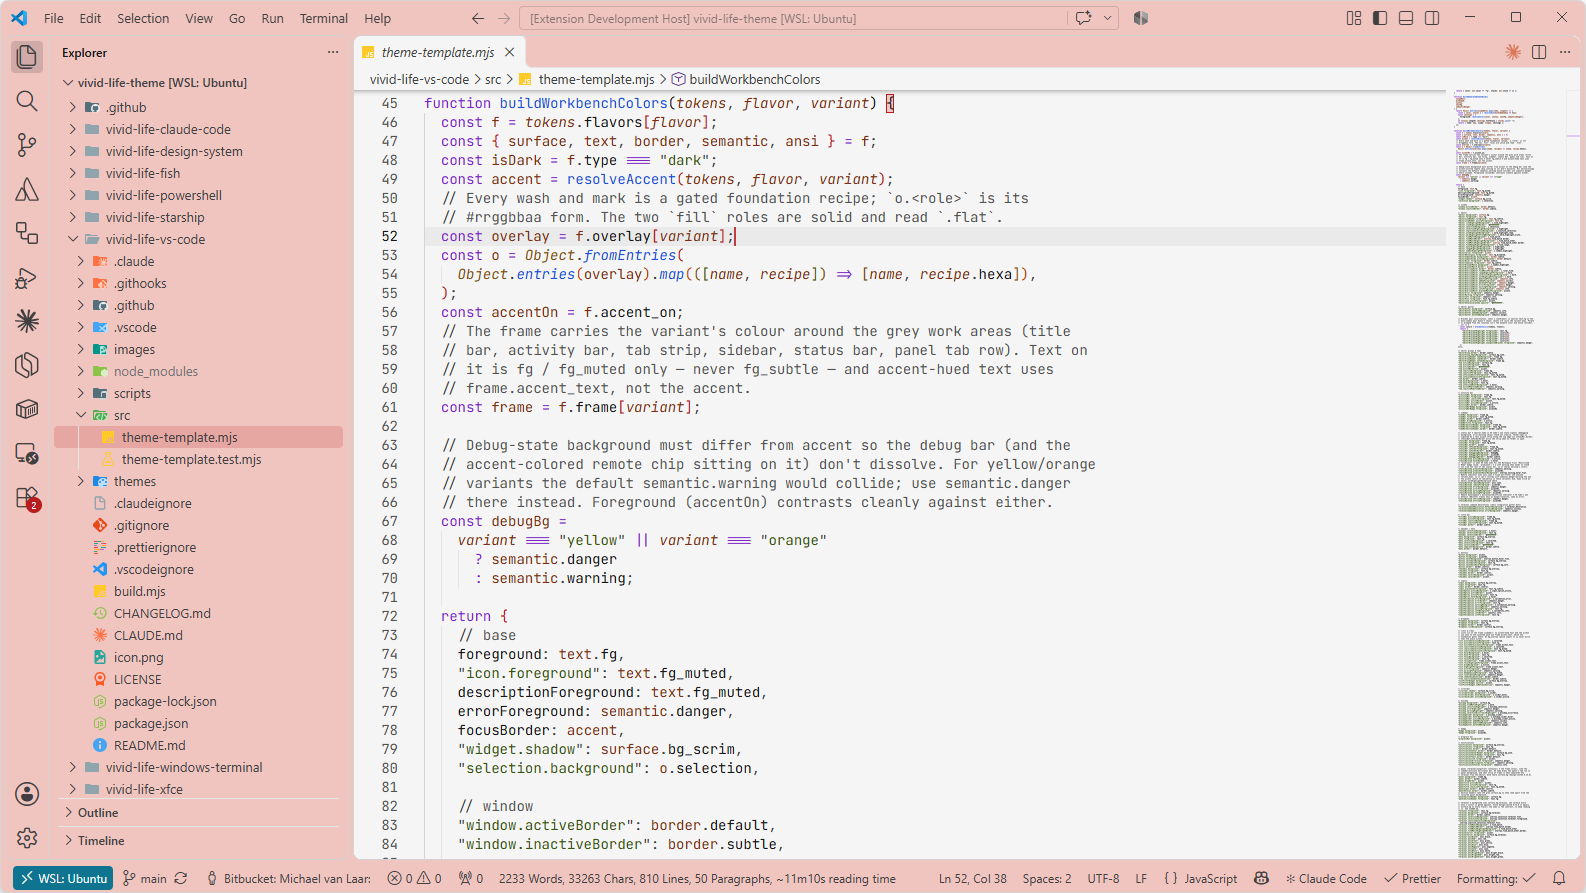 File Edit Selection View Go Run Terminal Help
[Extension Development Host] vivid-life-theme [WSL: Ubuntu]
Explorer
theme-template.mjs
vivid-life-vs-code > src > theme-template.mjs > buildWorkbenchColors
vivid-life-theme [WSL: Ubuntu]
.github
vivid-life-claude-code
vivid-life-design-system
vivid-life-fish
vivid-life-powershell
vivid-life-starship
vivid-life-vs-code
.claude
.githooks
.github
.vscode
images
node_modules
scripts
src
theme-template.mjs
theme-template.test.mjs
themes
.claudeignore
.gitignore
.prettierignore
.vscodeignore
build.mjs
CHANGELOG.md
CLAUDE.md
icon.png
LICENSE
package-lock.json
package.json
README.md
vivid-life-windows-terminal
vivid-life-xfce
Outline
Timeline
2
45 function buildWorkbenchColors(tokens, flavor, variant) {
46 const f = tokens.flavors[flavor];
47 const { surface, text, border, semantic, ansi } = f;
48 const isDark = f.type === "dark";
49 const accent = resolveAccent(tokens, flavor, variant);
50 // Every wash and mark is a gated foundation recipe; `o.<role>` is its
51 // #rrggbbaa form. The two `fill` roles are solid and read `.flat`.
52 const overlay = f.overlay[variant];
53 const o = Object.fromEntries(
54 Object.entries(overlay).map(([name, recipe]) => [name, recipe.hexa]),
55 );
56 const accentOn = f.accent_on;
57 // The frame carries the variant's colour around the grey work areas (title
58 // bar, activity bar, tab strip, sidebar, status bar, panel tab row). Text on
59 // it is fg / fg_muted only — never fg_subtle — and accent-hued text uses
60 // frame.accent_text, not the accent.
61 const frame = f.frame[variant];
62
63 // Debug-state background must differ from accent so the debug bar (and the
64 // accent-colored remote chip sitting on it) don't dissolve. For yellow/orange
65 // variants the default semantic.warning would collide; use semantic.danger
66 // there instead. Foreground (accentOn) contrasts cleanly against either.
67 const debugBg =
68 variant === "yellow" || variant === "orange"
69 ? semantic.danger
70 : semantic.warning;
71
72 return {
73 // base
74 foreground: text.fg,
75 "icon.foreground": text.fg_muted,
76 descriptionForeground: text.fg_muted,
77 errorForeground: semantic.danger,
78 focusBorder: accent,
79 "widget.shadow": surface.bg_scrim,
80 "selection.background": o.selection,
81
82 // window
83 "window.activeBorder": border.default,
84 "window.inactiveBorder": border.subtle,
WSL: Ubuntu main Bitbucket: Michael van Laar: 0 0 0 2233 Words, 33263 Chars, 810 Lines, 50 Paragraphs, ~11m10s reading time Ln 52, Col 38 Spaces: 2 UTF-8 LF { } JavaScript Claude Code Prettier Formatting: